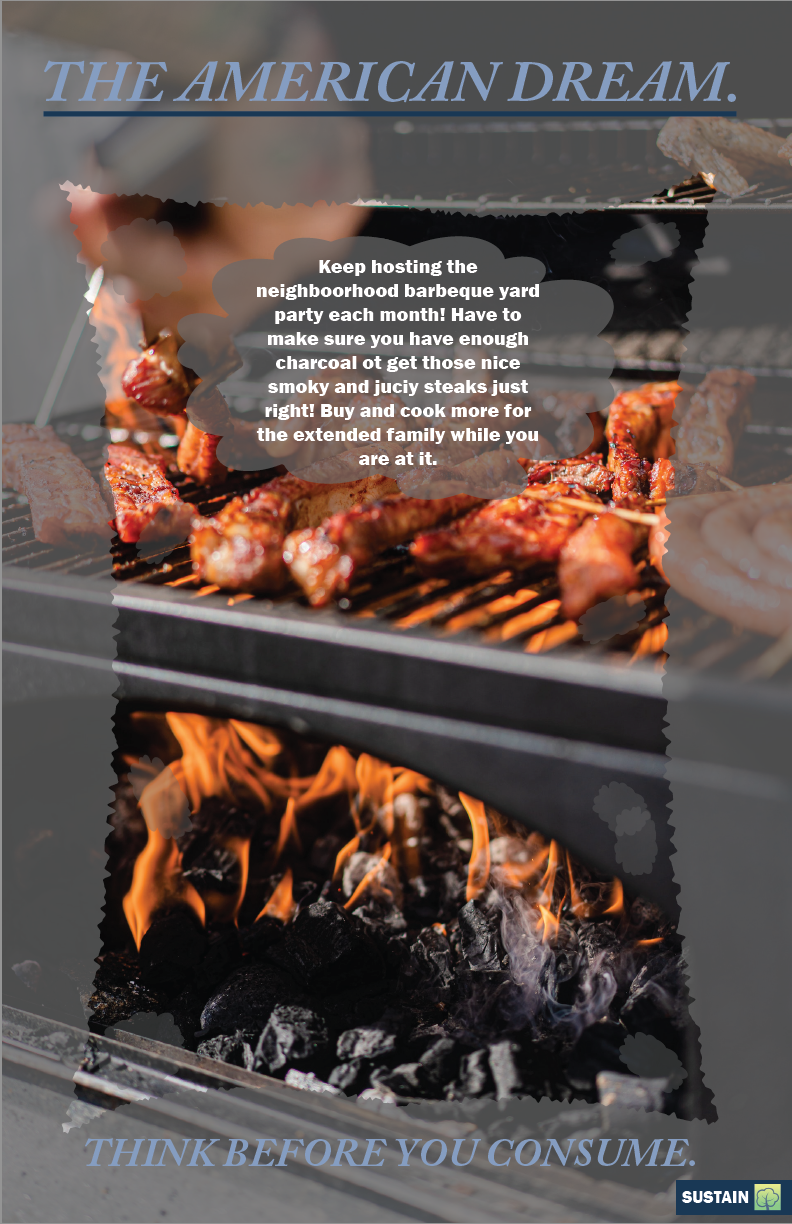 THE AMERICAN DREAM.
Keep hosting the
neighboorhood barbeque yard
party each month! Have to
make sure you have enough
charcoal ot get those nice
smoky and juciy steaks just
right! Buy and cook more for
the extended family while you
are at it.
THINK BEFORE YOU CONSUME.
SUSTAIN